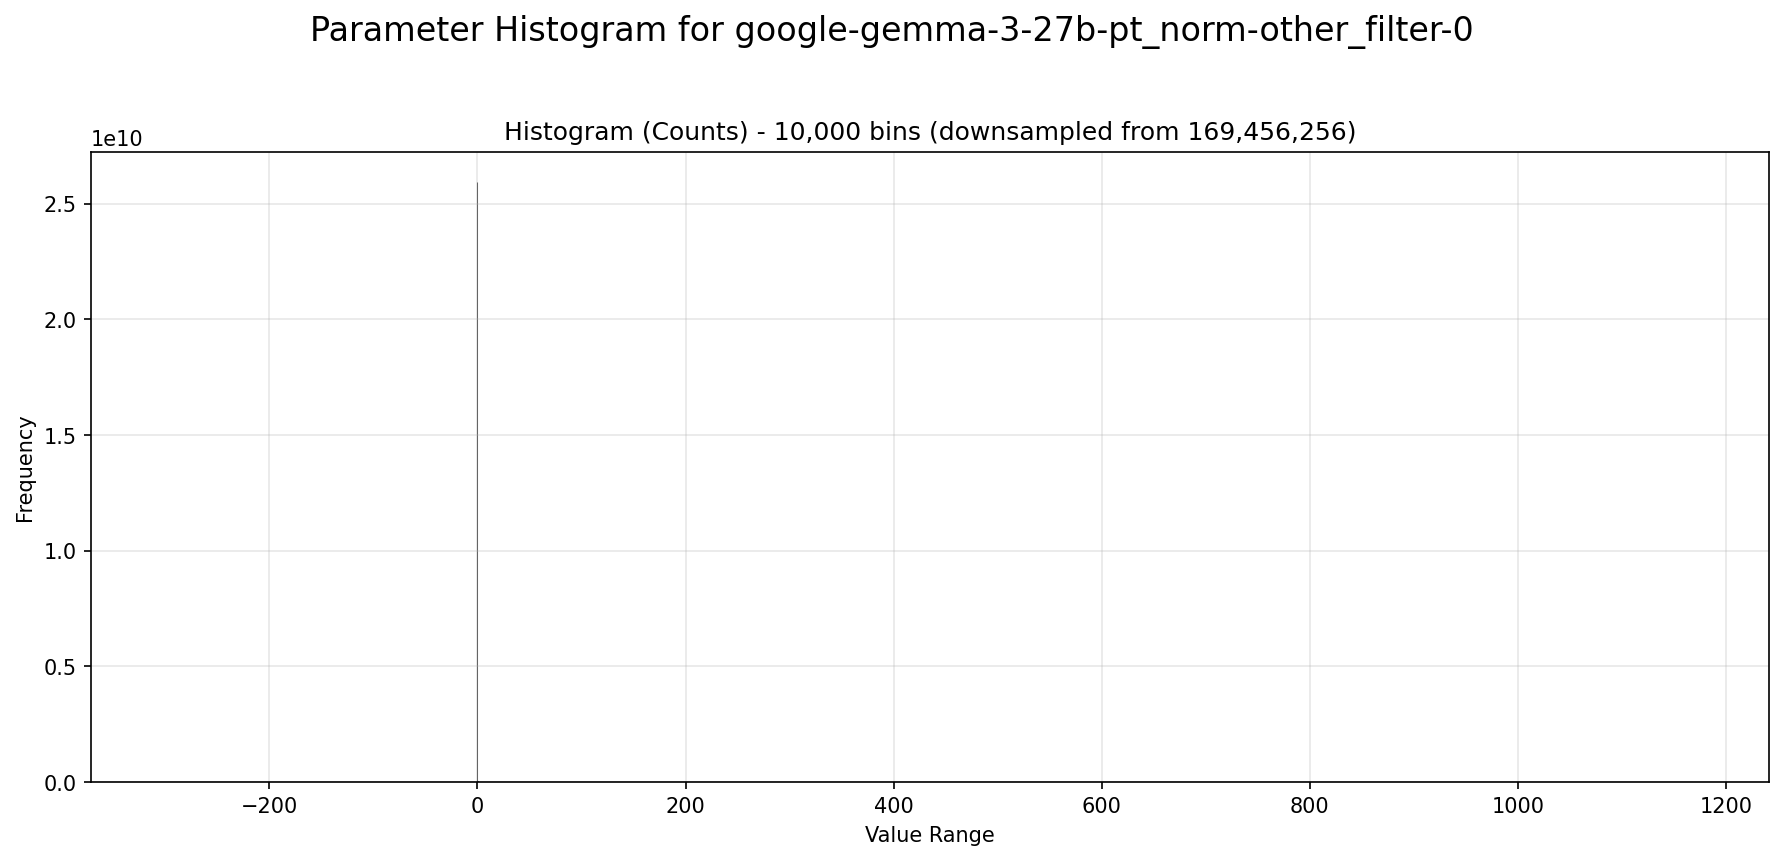 Parameter Histogram for google-gemma-3-27b-pt_norm-other_filter-0
1e10
Histogram (Counts) - 10,000 bins (downsampled from 169,456,256)
2.5
2.0
1.5
1.0
0.5
0.0
Frequency
−200
0
200
400
600
800
1000
1200
Value Range